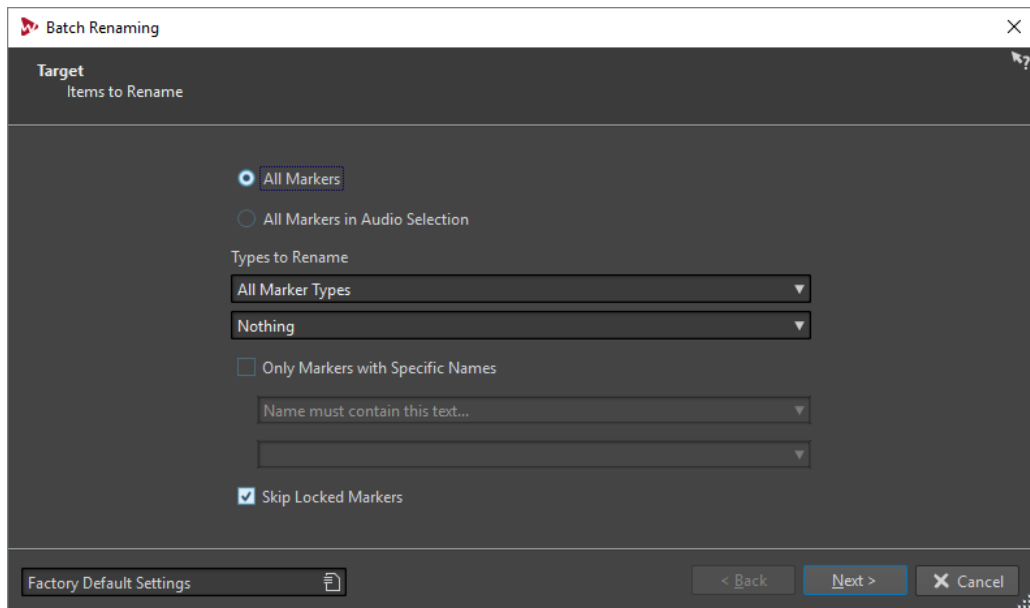 Batch Renaming
Target
Items to Rename
All Markers
All Markers in Audio Selection
Types to Rename
All Marker Types
Nothing
Only Markers with Specific Names
Name must contain this text...
Skip Locked Markers
Factory Default Settings
< Back
Next >
Cancel